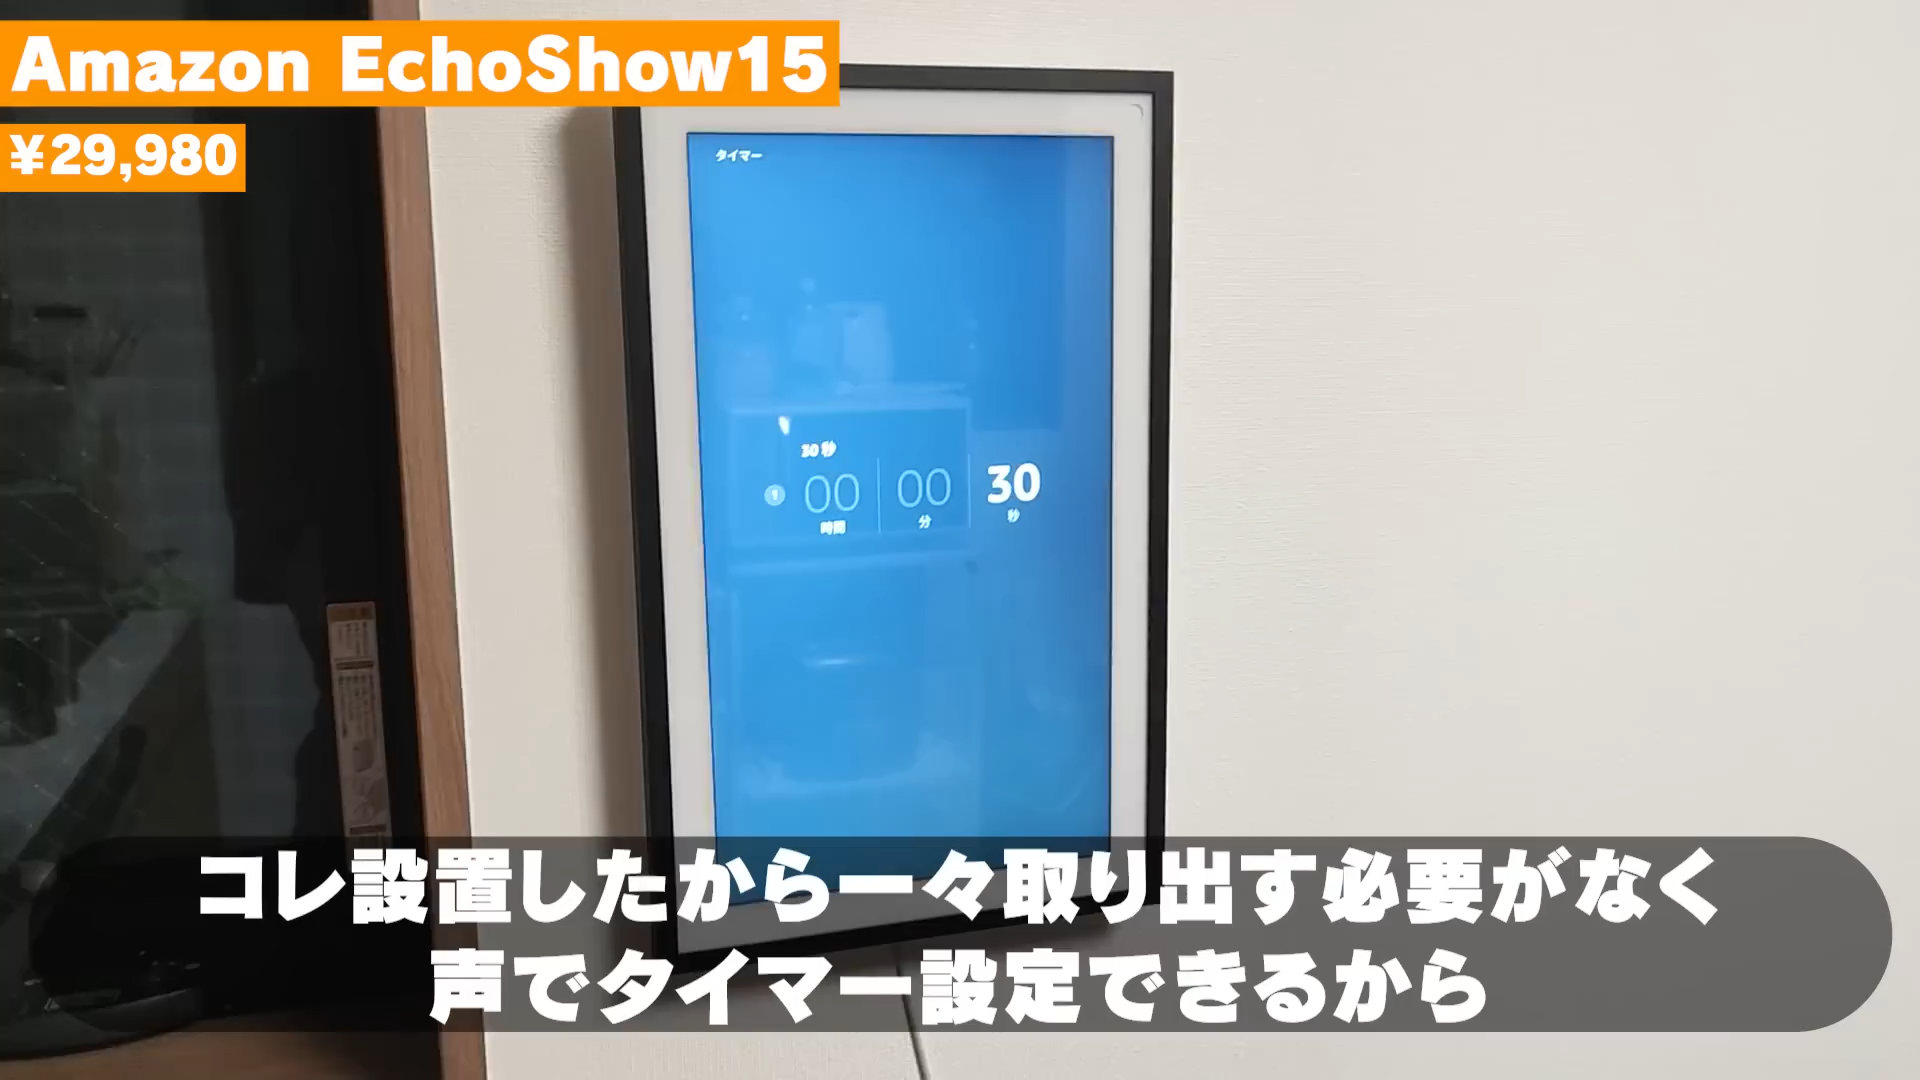 Amazon EchoShow15
¥29,980
タイマー
30 秒
1
00
時間
00
分
30
秒
コレ設置したから一々取り出す必要がなく
声でタイマー設定できるから